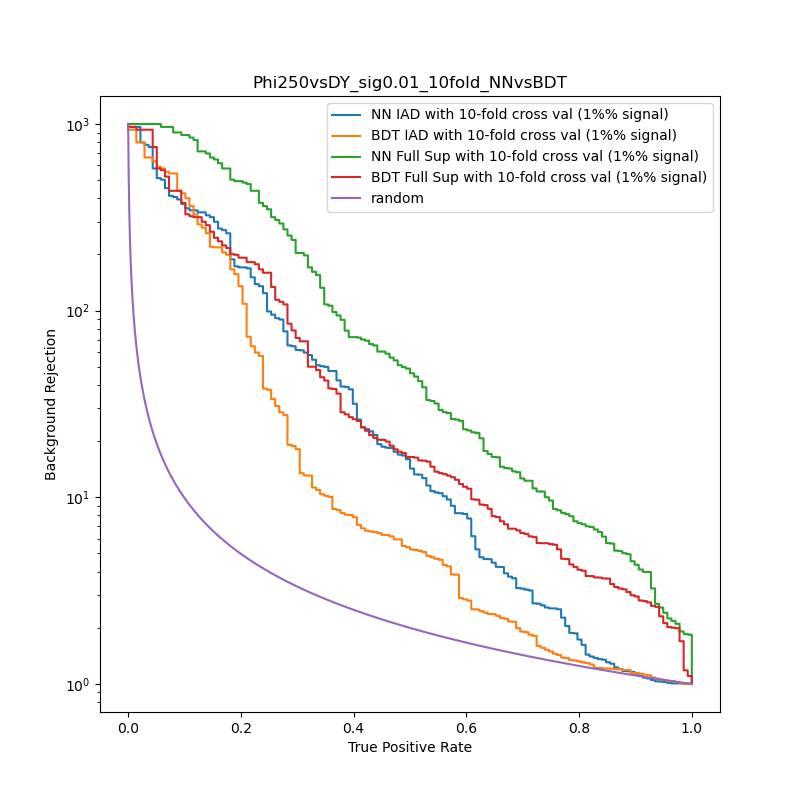 Phi250vsDY_sig0.01_10fold_NNvsBDT
NN IAD with 10-fold cross val (1%% signal)
BDT IAD with 10-fold cross val (1%% signal)
NN Full Sup with 10-fold cross val (1%% signal)
BDT Full Sup with 10-fold cross val (1%% signal)
random
Background Rejection
10³
10²
10¹
10⁰
0.0 0.2 0.4 0.6 0.8 1.0
True Positive Rate